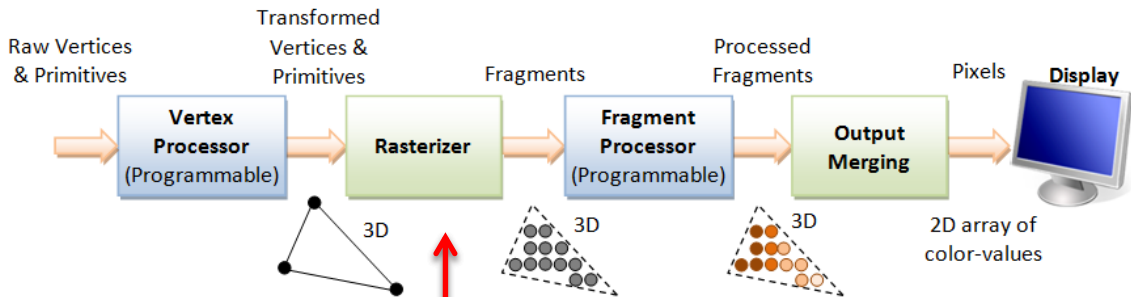 Raw Vertices
& Primitives
Vertex
Processor
(Programmable)
Transformed
Vertices &
Primitives
3D
Rasterizer
Fragments
3D
Fragment
Processor
(Programmable)
Processed
Fragments
3D
Output
Merging
Pixels
2D array of
color-values
Display